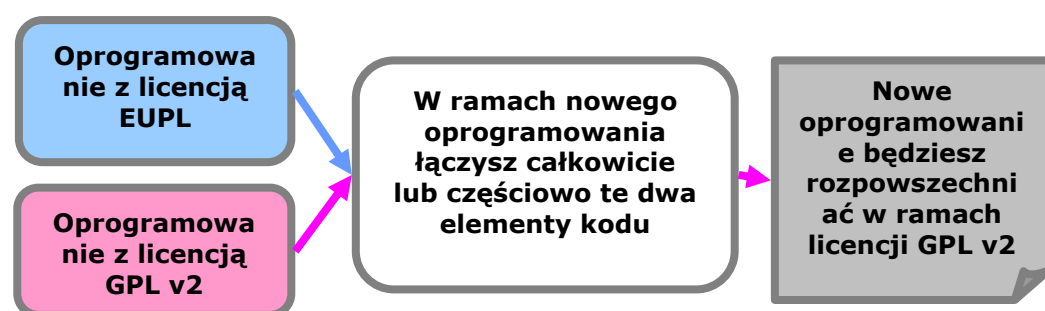 Oprogramowa
nie z licencją
EUPL
Oprogramowa
nie z licencją
GPL v2
W ramach nowego
oprogramowania
łączysz całkowicie
lub częściowo te dwa
elementy kodu
Nowe
oprogramowani
e będziesz
rozpowszechni
ać w ramach
licencji GPL v2